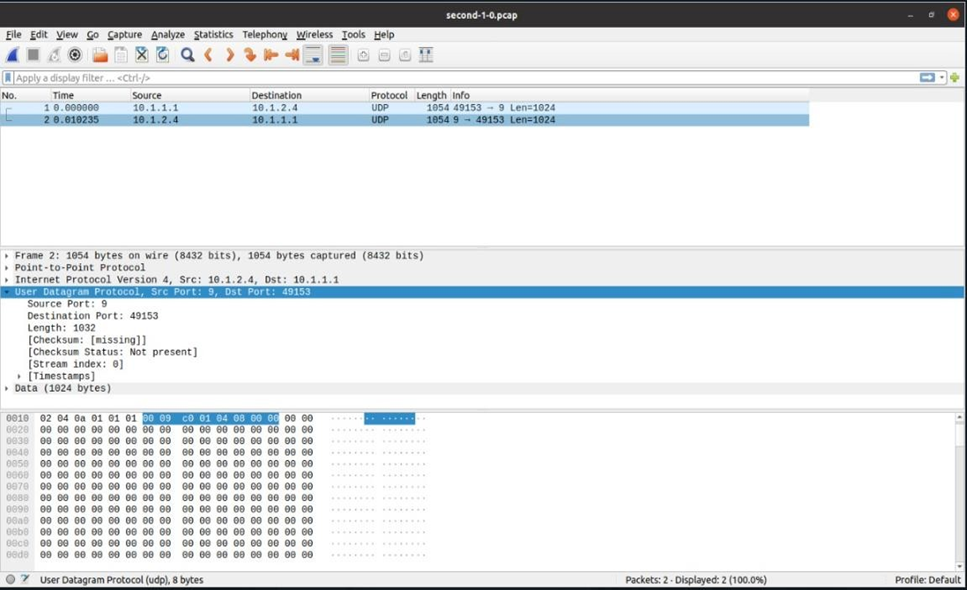 second-1-0.pcap
File Edit View Go Capture Analyze Statistics Telephony Wireless Tools Help
Apply a display filter ... <Ctrl-/>
No. Time Source Destination Protocol Length Info
1 0.000000 10.1.1.1 10.1.2.4 UDP 1054 49153 → 9 Len=1024
2 0.010235 10.1.2.4 10.1.1.1 UDP 1054 9 → 49153 Len=1024
Frame 2: 1054 bytes on wire (8432 bits), 1054 bytes captured (8432 bits)
Point-to-Point Protocol
Internet Protocol Version 4, Src: 10.1.2.4, Dst: 10.1.1.1
User Datagram Protocol, Src Port: 9, Dst Port: 49153
Source Port: 9
Destination Port: 49153
Length: 1032
[Checksum: [missing]]
[Checksum Status: Not present]
[Stream index: 0]
[Timestamps]
Data (1024 bytes)
0010 02 04 0a 01 01 01 00 09 c0 01 04 08 00 00 00 00 ········ ········
0020 00 00 00 00 00 00 00 00 00 00 00 00 00 00 00 00 ········ ········
0030 00 00 00 00 00 00 00 00 00 00 00 00 00 00 00 00 ········ ········
0040 00 00 00 00 00 00 00 00 00 00 00 00 00 00 00 00 ········ ········
0050 00 00 00 00 00 00 00 00 00 00 00 00 00 00 00 00 ········ ········
0060 00 00 00 00 00 00 00 00 00 00 00 00 00 00 00 00 ········ ········
0070 00 00 00 00 00 00 00 00 00 00 00 00 00 00 00 00 ········ ········
0080 00 00 00 00 00 00 00 00 00 00 00 00 00 00 00 00 ········ ········
0090 00 00 00 00 00 00 00 00 00 00 00 00 00 00 00 00 ········ ········
00a0 00 00 00 00 00 00 00 00 00 00 00 00 00 00 00 00 ········ ········
00b0 00 00 00 00 00 00 00 00 00 00 00 00 00 00 00 00 ········ ········
00c0 00 00 00 00 00 00 00 00 00 00 00 00 00 00 00 00 ········ ········
00d0 00 00 00 00 00 00 00 00 00 00 00 00 00 00 00 00 ········ ········
User Datagram Protocol (udp), 8 bytes Packets: 2 · Displayed: 2 (100.0%) Profile: Default